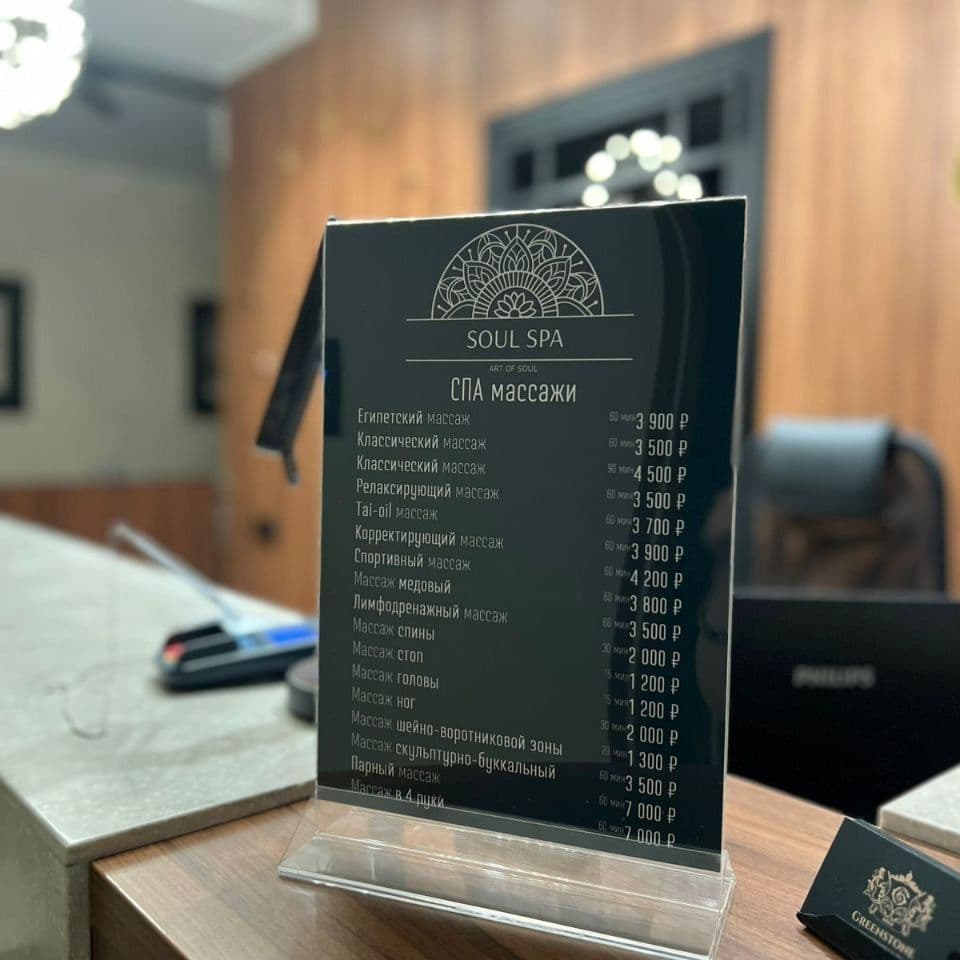 SOUL SPA
ART OF SOUL
СПА массажи
Египетский массаж 60 мин 3 900 ₽
Классический массаж 60 мин 3 500 ₽
Классический массаж 90 мин 4 500 ₽
Релаксирующий массаж 60 мин 3 500 ₽
Tai-oil массаж 60 мин 3 700 ₽
Корректирующий массаж 60 мин 3 900 ₽
Спортивный массаж 60 мин 4 200 ₽
Массаж медовый 60 мин 3 800 ₽
Лимфодренажный массаж 60 мин 3 500 ₽
Массаж спины 30 мин 2 000 ₽
Массаж стоп 15 мин 1 200 ₽
Массаж головы 15 мин 1 200 ₽
Массаж ног 30 мин 2 000 ₽
Массаж шейно-воротниковой зоны 20 мин 1 300 ₽
Массаж скульптурно-буккальный 60 мин 3 500 ₽
Парный массаж 60 мин 7 000 ₽
Массаж в 4 руки 60 мин 7 000 ₽
PHILIPS
GREENSTONE